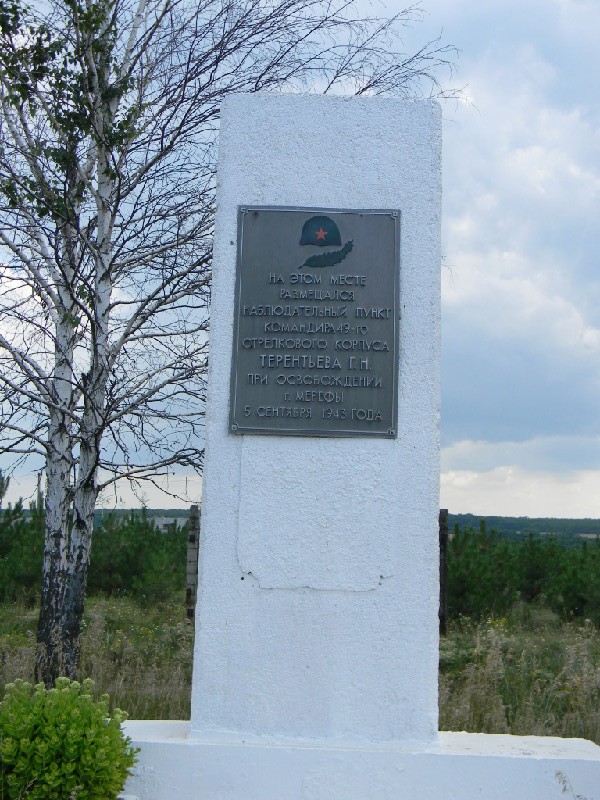 НА ЭТОМ МЕСТЕ
РАЗМЕЩАЛСЯ
НАБЛЮДАТЕЛЬНЫЙ ПУНКТ
КОМАНДИРА 49-го
СТРЕЛКОВОГО КОРПУСА
ТЕРЕНТЬЕВА Г.Н.
ПРИ ОСВОБОЖДЕНИИ
г. МЕРЕФЫ
5 СЕНТЯБРЯ 1943 ГОДА